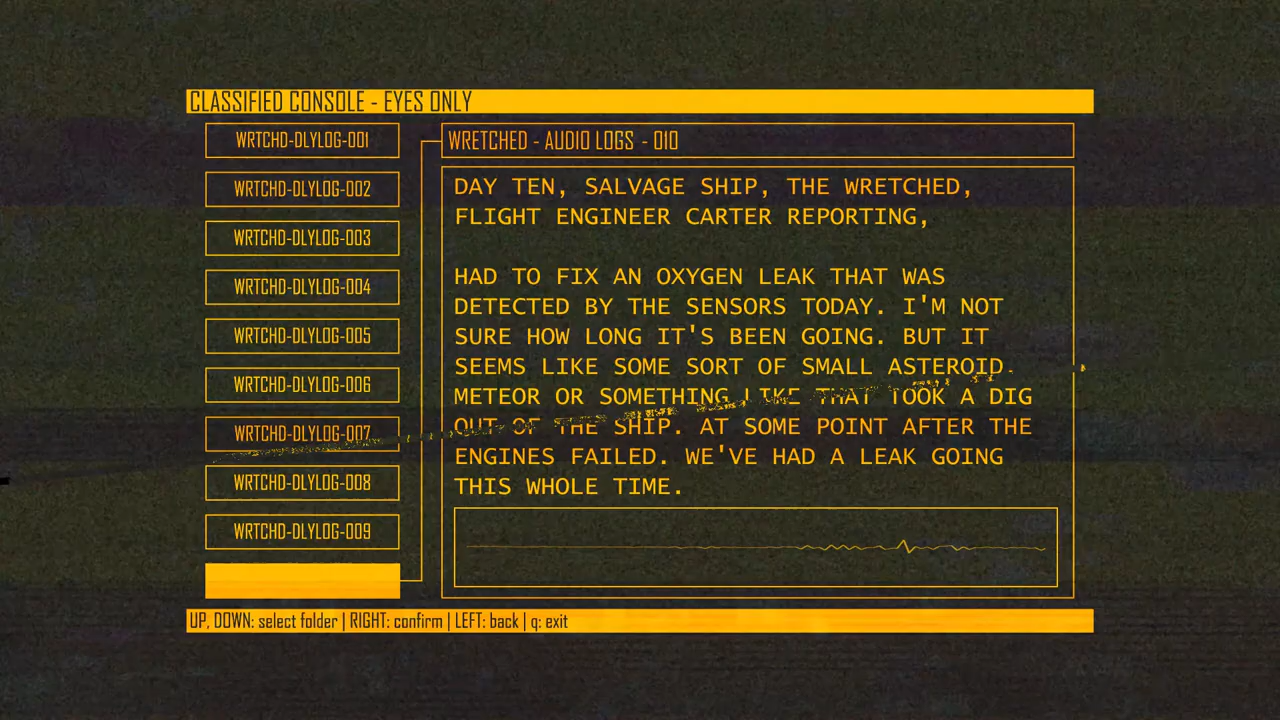 CLASSIFIED CONSOLE - EYES ONLY
WRTCHD-DLYLOG-001
WRTCHD-DLYLOG-002
WRTCHD-DLYLOG-003
WRTCHD-DLYLOG-004
WRTCHD-DLYLOG-005
WRTCHD-DLYLOG-006
WRTCHD-DLYLOG-007
WRTCHD-DLYLOG-008
WRTCHD-DLYLOG-009
WRETCHED - AUDIO LOGS - 010
DAY TEN, SALVAGE SHIP, THE WRETCHED,
FLIGHT ENGINEER CARTER REPORTING,
HAD TO FIX AN OXYGEN LEAK THAT WAS
DETECTED BY THE SENSORS TODAY. I'M NOT
SURE HOW LONG IT'S BEEN GOING. BUT IT
SEEMS LIKE SOME SORT OF SMALL ASTEROID.
METEOR OR SOMETHING LIKE THAT TOOK A DIG
OUT OF THE SHIP. AT SOME POINT AFTER THE
ENGINES FAILED. WE'VE HAD A LEAK GOING
THIS WHOLE TIME.
UP, DOWN: select folder | RIGHT: confirm | LEFT: back | q: exit